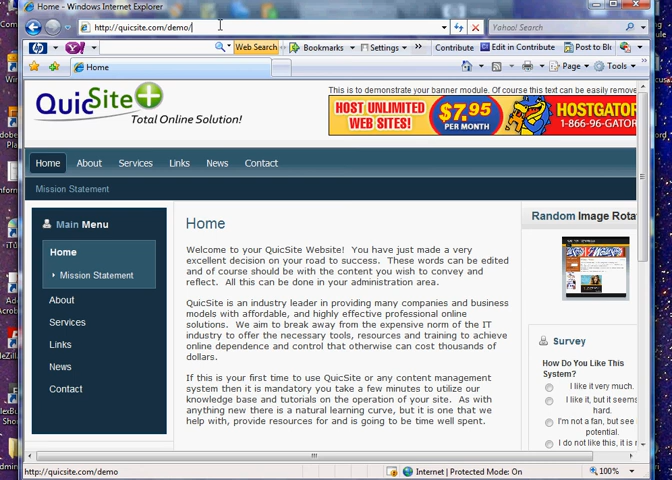 Home - Windows Internet Explorer
http://quicsite.com/demo/
Yahoo! Search
Web Search
Bookmarks
Settings
Contribute
Edit in Contribute
Post to Bl
Home
Page
Tools
QuicSite
Total Online Solution!
This is to demonstrate your banner module. Of course this text can be easily remove
HOST UNLIMITED
WEB SITES!
$7.95
PER MONTH
HOSTGATOR
1-866-96-GATOR
Home
About
Services
Links
News
Contact
Mission Statement
Main Menu
Home
Mission Statement
About
Services
Links
News
Contact
Home
Welcome to your QuicSite Website! You have just made a very
excellent decision on your road to success. These words can be edited
and of course should be with the content you wish to convey and
reflect. All this can be done in your administration area.
QuicSite is an industry leader in providing many companies and business
models with affordable, and highly effective professional online
solutions. We aim to break away from the expensive norm of the IT
industry to offer the necessary tools, resources and training to achieve
online dependence and control that otherwise can cost thousands of
dollars.
If this is your first time to use QuicSite or any content management
system then it is mandatory you take a few minutes to utilize our
knowledge base and tutorials on the operation of your site. As with
anything new there is a natural learning curve, but it is one that we
help with, provide resources for and is going to be time well spent.
Random Image Rota
Survey
How Do You Like This
System?
I like it very much.
I like it, but it seems
hard.
I'm not a fan, but see
potential.
I do not like this, it is n
http://quicsite.com/demo
Internet | Protected Mode: On
100%